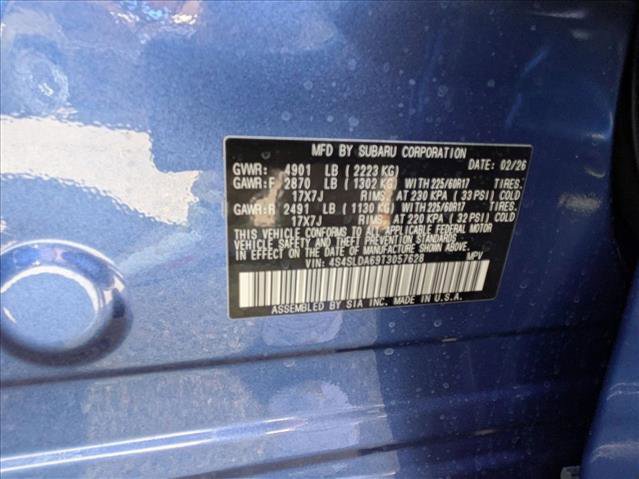 MFD BY SUBARU CORPORATION
GVWR: 4901 LB ( 2223 KG) DATE: 02/26
GAWR:F 2870 LB ( 1302 KG) WITH 225/60R17 TIRES.
17X7J RIMS. AT 230 KPA ( 33 PSI) COLD
GAWR:R 2491 LB ( 1130 KG) WITH 225/60R17 TIRES.
17X7J RIMS. AT 220 KPA ( 32 PSI) COLD
THIS VEHICLE CONFORMS TO ALL APPLICABLE FEDERAL MOTOR
VEHICLE SAFETY AND THEFT PREVENTION STANDARDS
IN EFFECT ON THE DATE OF MANUFACTURE SHOWN ABOVE.
VIN: 4S4SLDA69T3057628 MPV
ASSEMBLED BY SIA INC. MADE IN U.S.A.